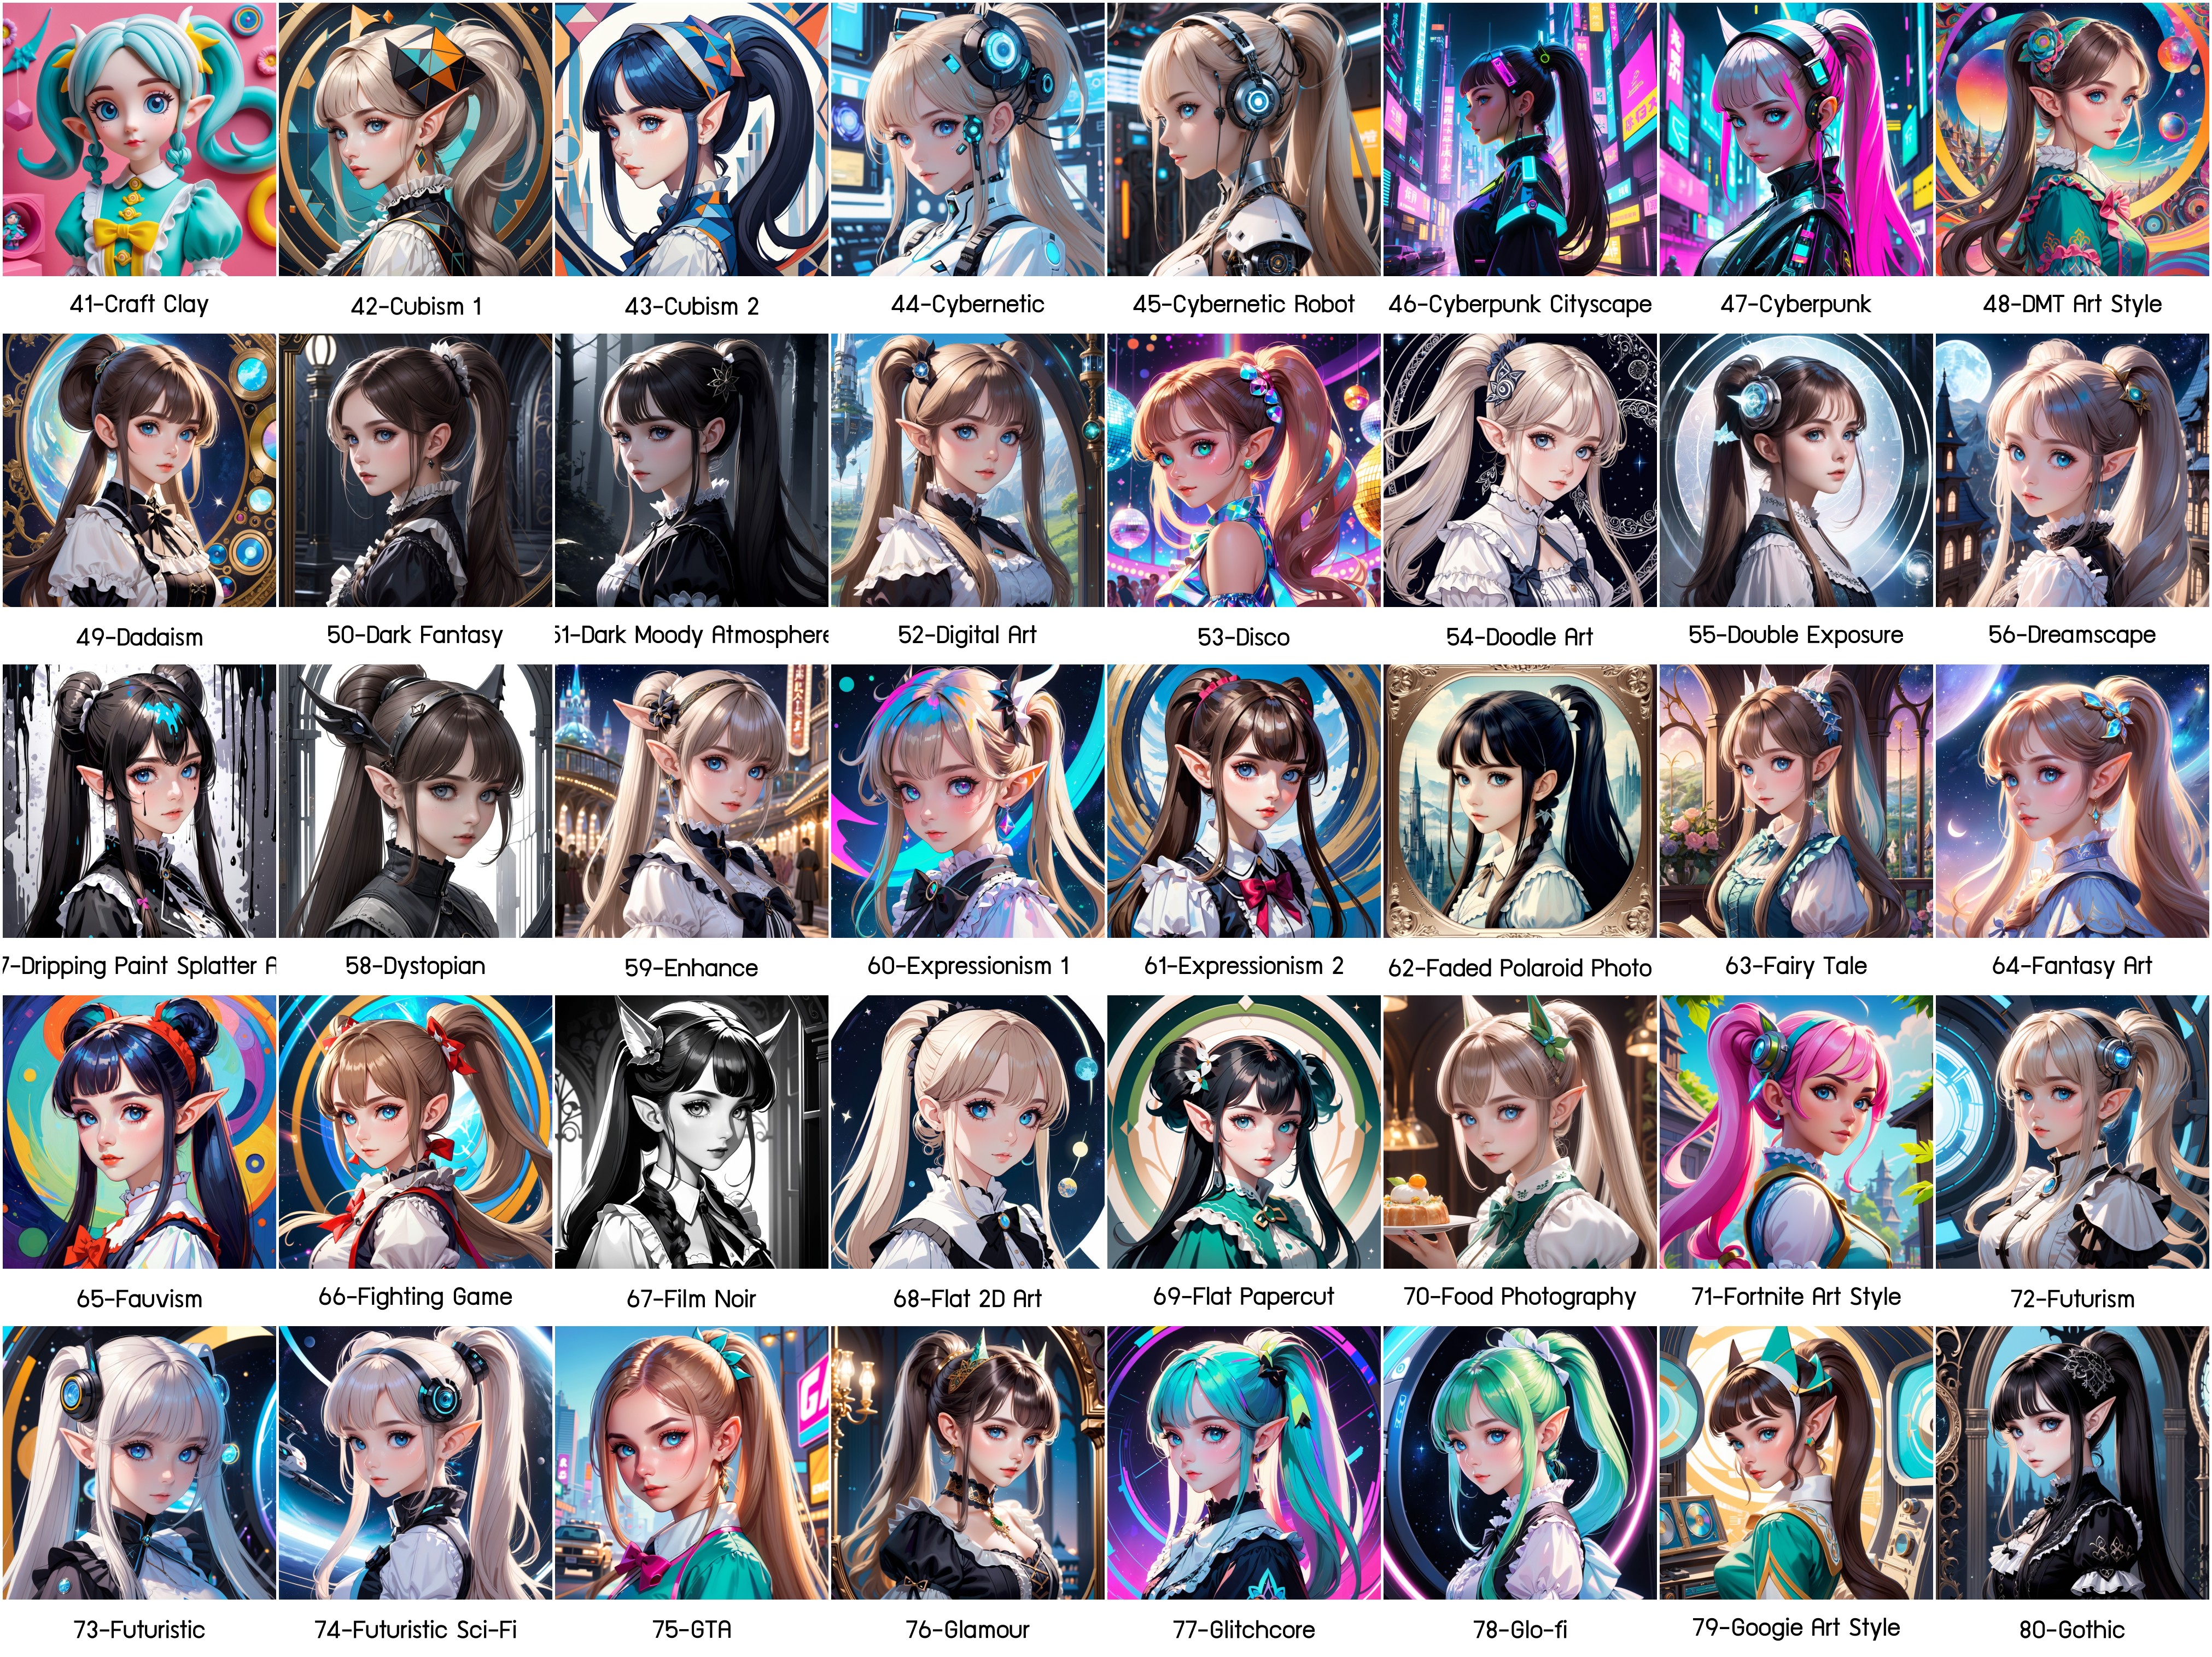 41-Craft Clay
42-Cubism 1
43-Cubism 2
44-Cybernetic
45-Cybernetic Robot
46-Cyberpunk Cityscape
47-Cyberpunk
48-DMT Art Style
49-Dadaism
50-Dark Fantasy
51-Dark Moody Atmosphere
52-Digital Art
53-Disco
54-Doodle Art
55-Double Exposure
56-Dreamscape
7-Dripping Paint Splatter A
58-Dystopian
59-Enhance
60-Expressionism 1
61-Expressionism 2
62-Faded Polaroid Photo
63-Fairy Tale
64-Fantasy Art
65-Fauvism
66-Fighting Game
67-Film Noir
68-Flat 2D Art
69-Flat Papercut
70-Food Photography
71-Fortnite Art Style
72-Futurism
73-Futuristic
74-Futuristic Sci-Fi
75-GTA
76-Glamour
77-Glitchcore
78-Glo-fi
79-Googie Art Style
80-Gothic